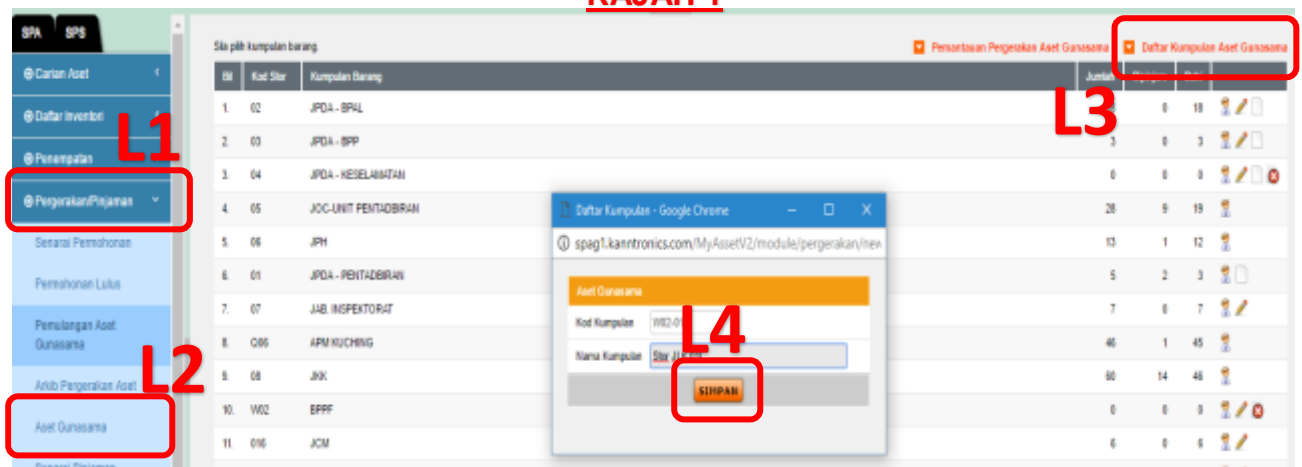 RAJAH 1
SPA SPS
Carian Aset
Daftar Inventori
Penempatan
Pergerakan/Pinjaman
Senarai Permohonan
Permohonan Lulus
Pemulangan Aset
Gunasama
Arkib Pergerakan Aset
Aset Gunasama
Senarai Pinjaman
L1
L2
Sila pilih kumpulan barang.
Pemantauan Pergerakan Aset Gunasama Daftar Kumpulan Aset Gunasama
L3
Bil Kod Stor Kumpulan Barang Jumlah
1. 02 JPDA - BPAL 0 18
2. 03 JPDA - BPP 3 0 3
3. 04 JPDA - KESELAMATAN 0 0 0
4. 05 JOC-UNIT PENTADBIRAN 28 9 19
5. 06 JPH 13 1 12
6. 01 JPDA - PENTADBIRAN 5 2 3
7. 07 JAB. INSPEKTORAT 7 0 7
8. Q06 APM KUCHING 46 1 45
9. 08 JKK 60 14 46
10. W02 BPPF 0 0 0
11. 016 JCM 6 0 6
Daftar Kumpulan - Google Chrome
spag1.kanntronics.com/MyAssetV2/module/pergerakan/new
Aset Gunasama
Kod Kumpulan
Nama Kumpulan Stor
L4
SIMPAN